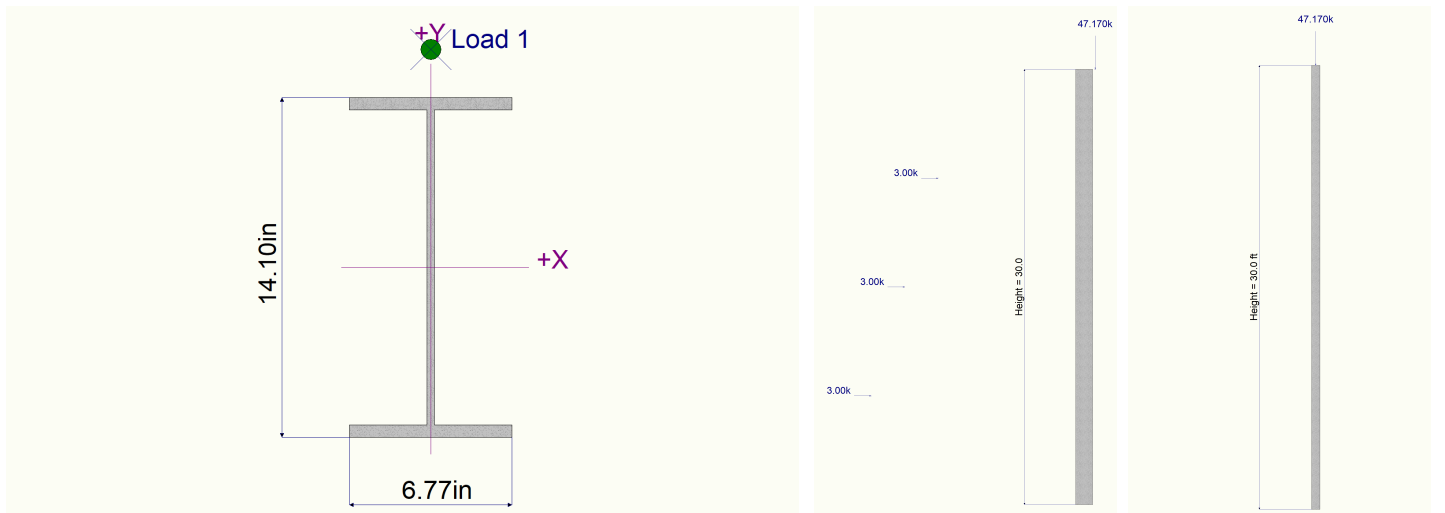 +Y
Load 1
14.10in
+X
6.77in
47.170k
3.00k
3.00k
3.00k
Height = 30.0
47.170k
Height = 30.0 ft